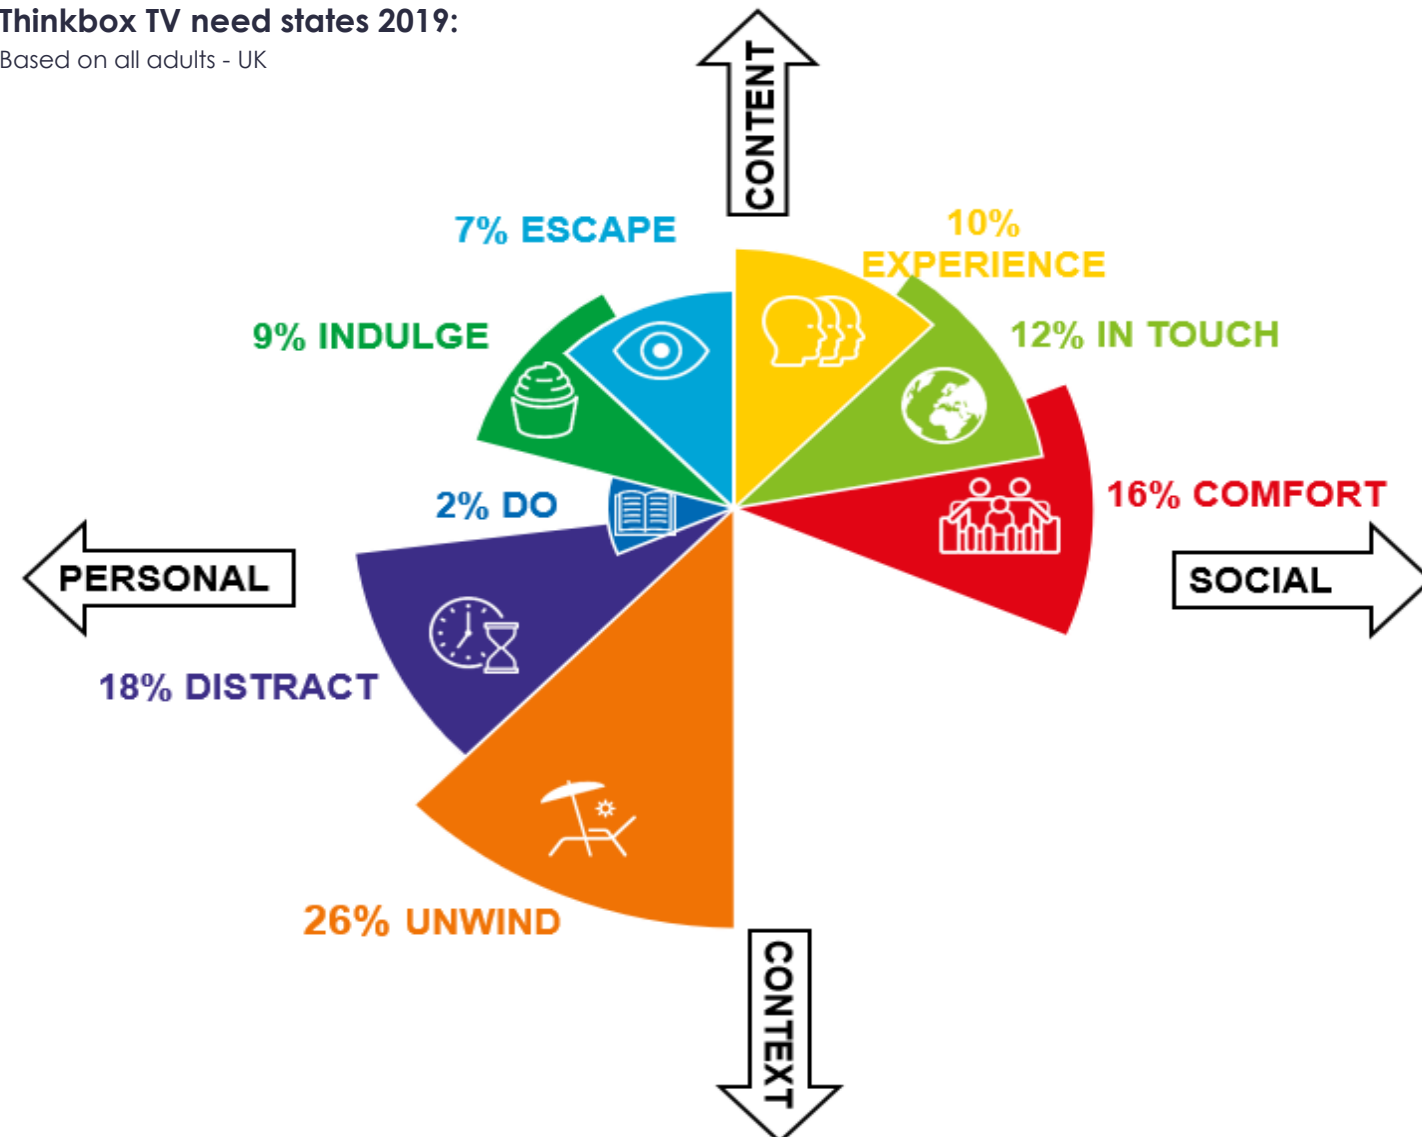 Thinkbox TV need states 2019:
Based on all adults - UK
CONTENT
7% ESCAPE
10%
EXPERIENCE
9% INDULGE
12% IN TOUCH
2% DO
16% COMFORT
PERSONAL
SOCIAL
18% DISTRACT
26% UNWIND
CONTEXT